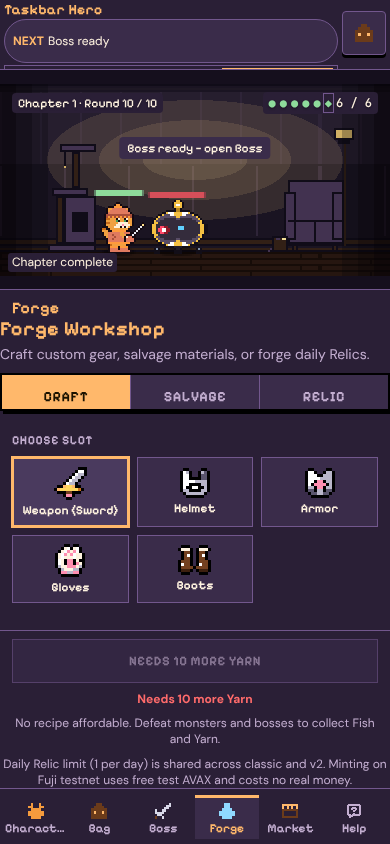 Taskbar Hero
NEXT Boss ready
Chapter 1 · Round 10 / 10
6 / 6
Boss ready - open Boss
Chapter complete
Forge
Forge Workshop
Craft custom gear, salvage materials, or forge daily Relics.
CRAFT
SALVAGE
RELIC
CHOOSE SLOT
Weapon (Sword)
Helmet
Armor
Gloves
Boots
NEEDS 10 MORE YARN
Needs 10 more Yarn
No recipe affordable. Defeat monsters and bosses to collect Fish
and Yarn.
Daily Relic limit (1 per day) is shared across classic and v2. Minting on
Fuji testnet uses free test AVAX and costs no real money.
Charact...
Bag
Boss
Forge
Market
Help